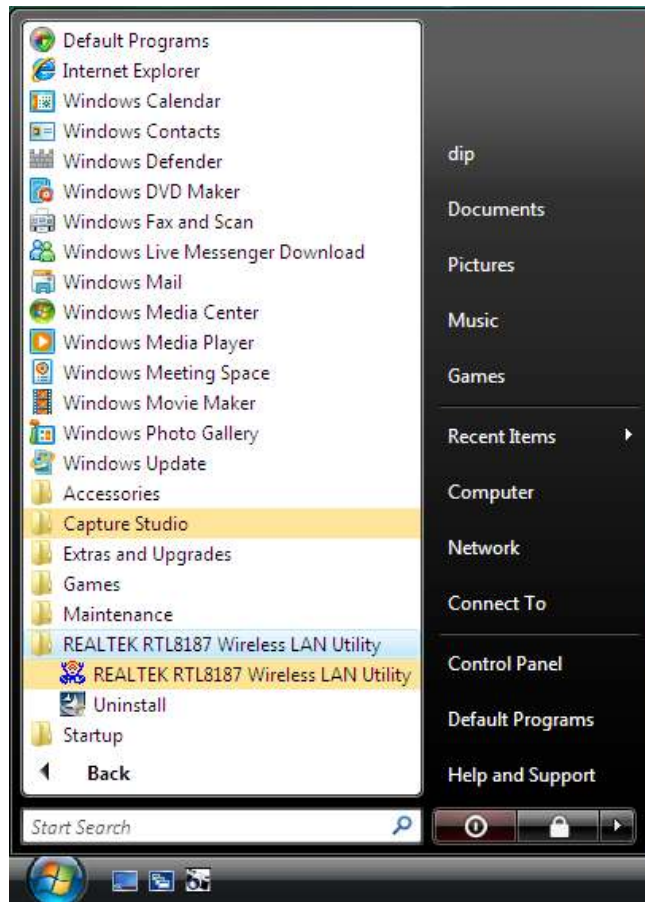 Default Programs
Internet Explorer
Windows Calendar
Windows Contacts
Windows Defender
Windows DVD Maker
Windows Fax and Scan
Windows Live Messenger Download
Windows Mail
Windows Media Center
Windows Media Player
Windows Meeting Space
Windows Movie Maker
Windows Photo Gallery
Windows Update
Accessories
Capture Studio
Extras and Upgrades
Games
Maintenance
REALTEK RTL8187 Wireless LAN Utility
REALTEK RTL8187 Wireless LAN Utility
Uninstall
Startup
Back
Start Search
dip
Documents
Pictures
Music
Games
Recent Items
Computer
Network
Connect To
Control Panel
Default Programs
Help and Support